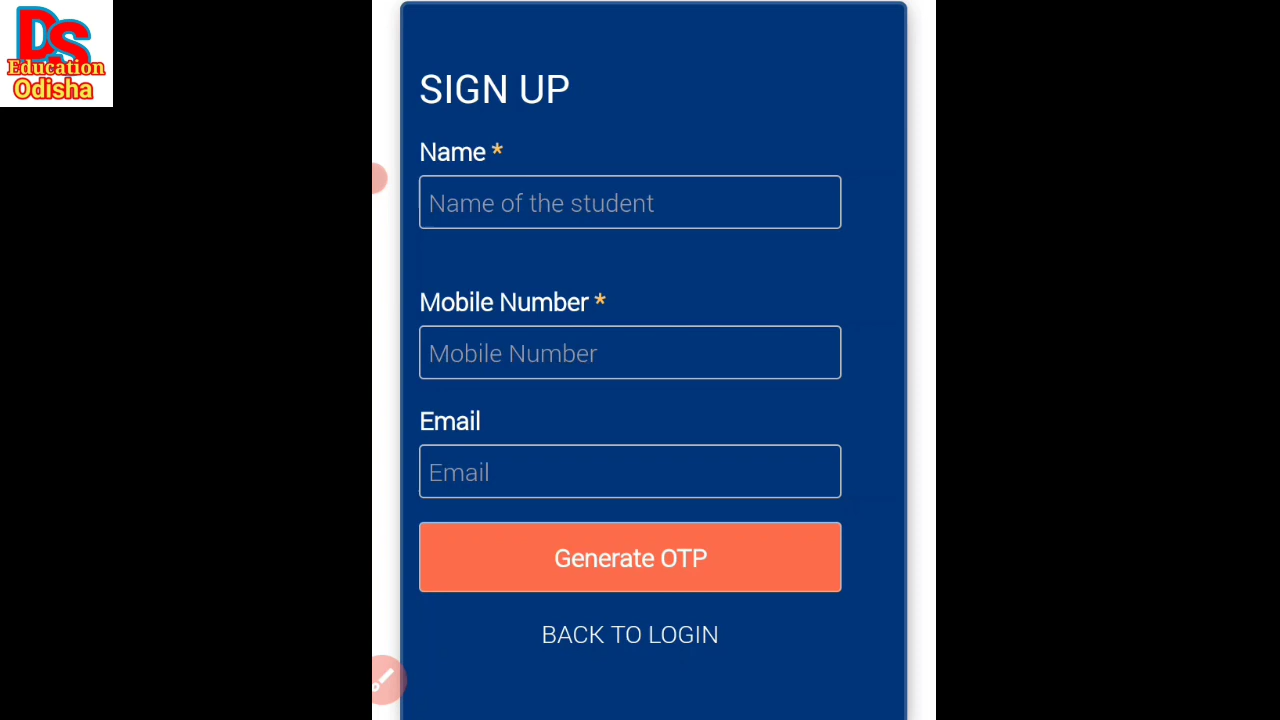 DS
Education
Odisha
SIGN UP
Name *
Name of the student
Mobile Number *
Mobile Number
Email
Email
Generate OTP
BACK TO LOGIN